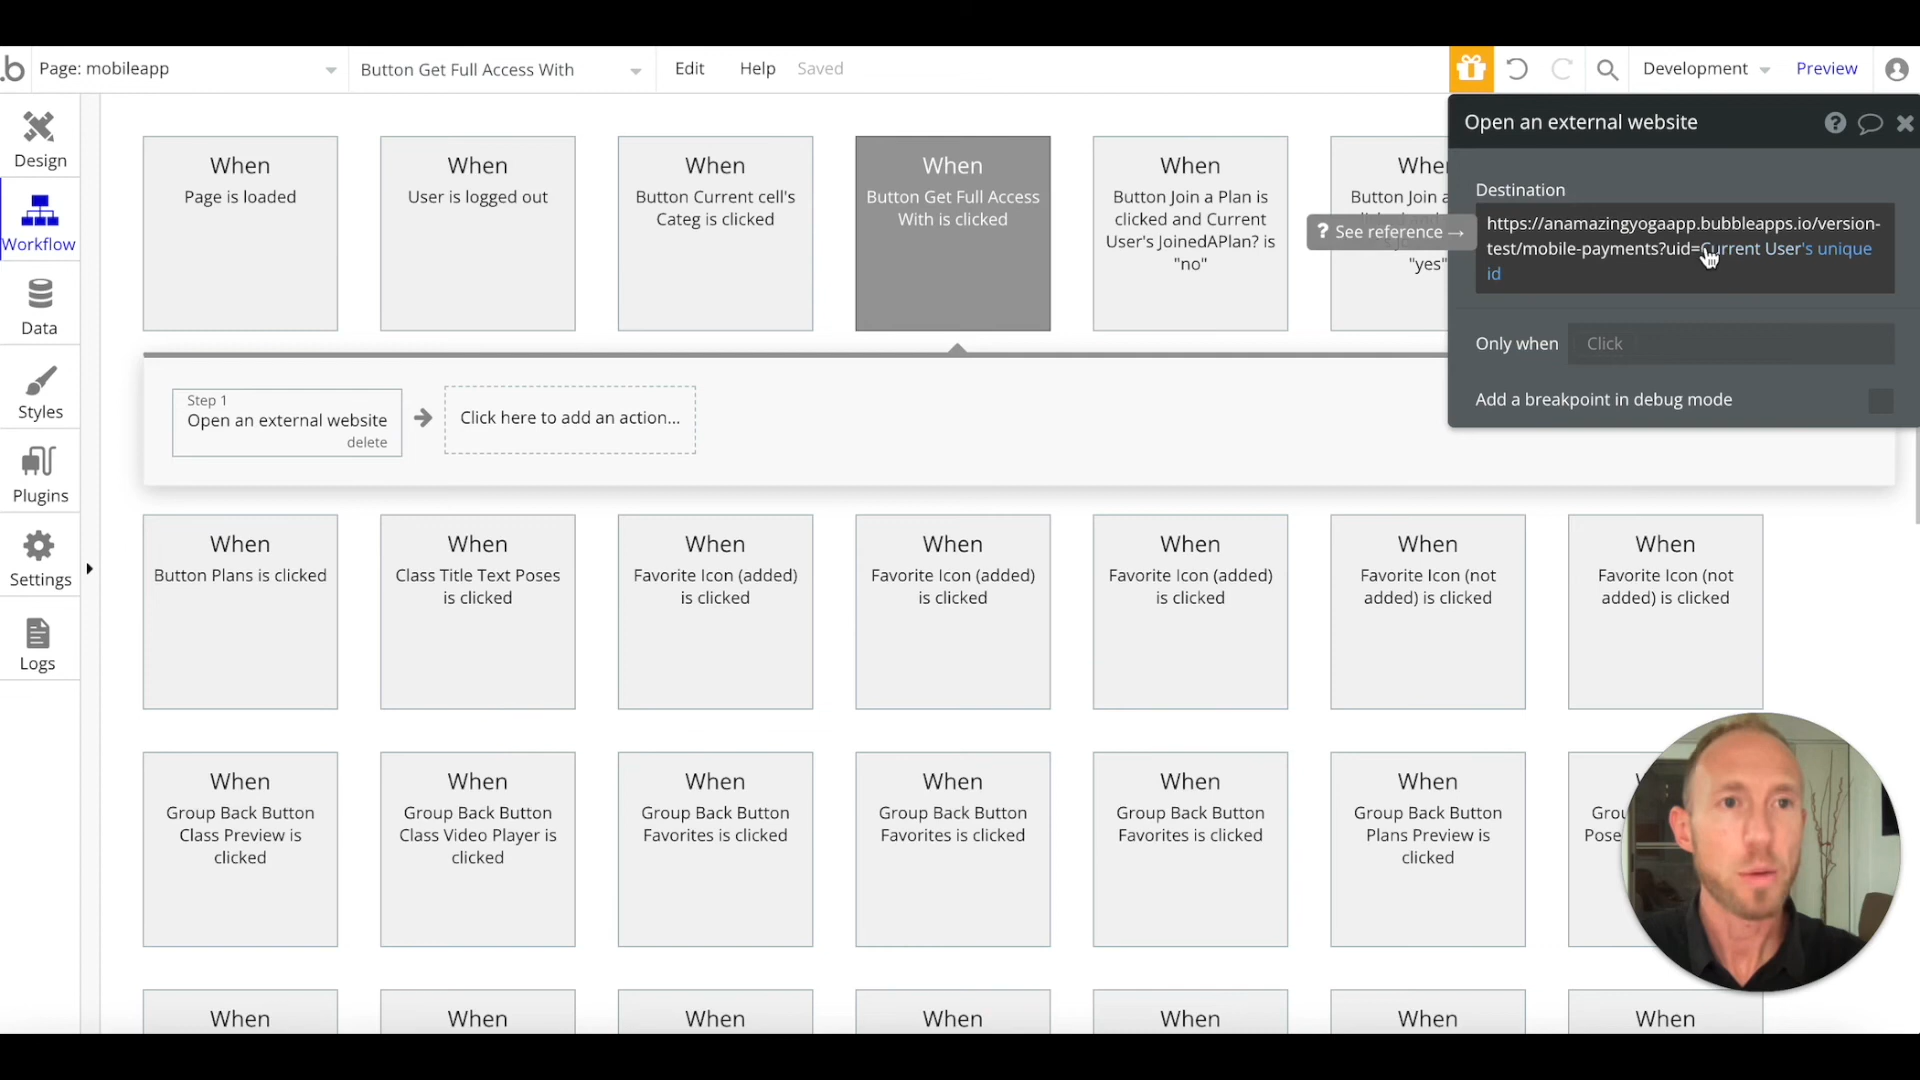 .b
Page: mobileapp
Button Get Full Access With
Edit
Help
Saved
Development
Preview
Design
Workflow
Data
Styles
Plugins
Settings
Logs
When
Page is loaded
When
User is logged out
When
Button Current cell's
Categ is clicked
When
Button Get Full Access
With is clicked
When
Button Join a Plan is
clicked and Current
User's JoinedAPlan? is
"no"
Button Join a
"yes"
? See reference →
Open an external website
?
Destination
https://anamazingyogaapp.bubbleapps.io/version-
test/mobile-payments?uid=Current User's unique
id
Only when
Click
Add a breakpoint in debug mode
Step 1
Open an external website
delete
Click here to add an action...
When
Button Plans is clicked
When
Class Title Text Poses
is clicked
When
Favorite Icon (added)
is clicked
When
Favorite Icon (added)
is clicked
When
Favorite Icon (added)
is clicked
When
Favorite Icon (not
added) is clicked
When
Favorite Icon (not
added) is clicked
When
Group Back Button
Class Preview is
clicked
When
Group Back Button
Class Video Player is
clicked
When
Group Back Button
Favorites is clicked
When
Group Back Button
Favorites is clicked
When
Group Back Button
Favorites is clicked
When
Group Back Button
Plans Preview is
clicked
When
When
When
When
When
When
When